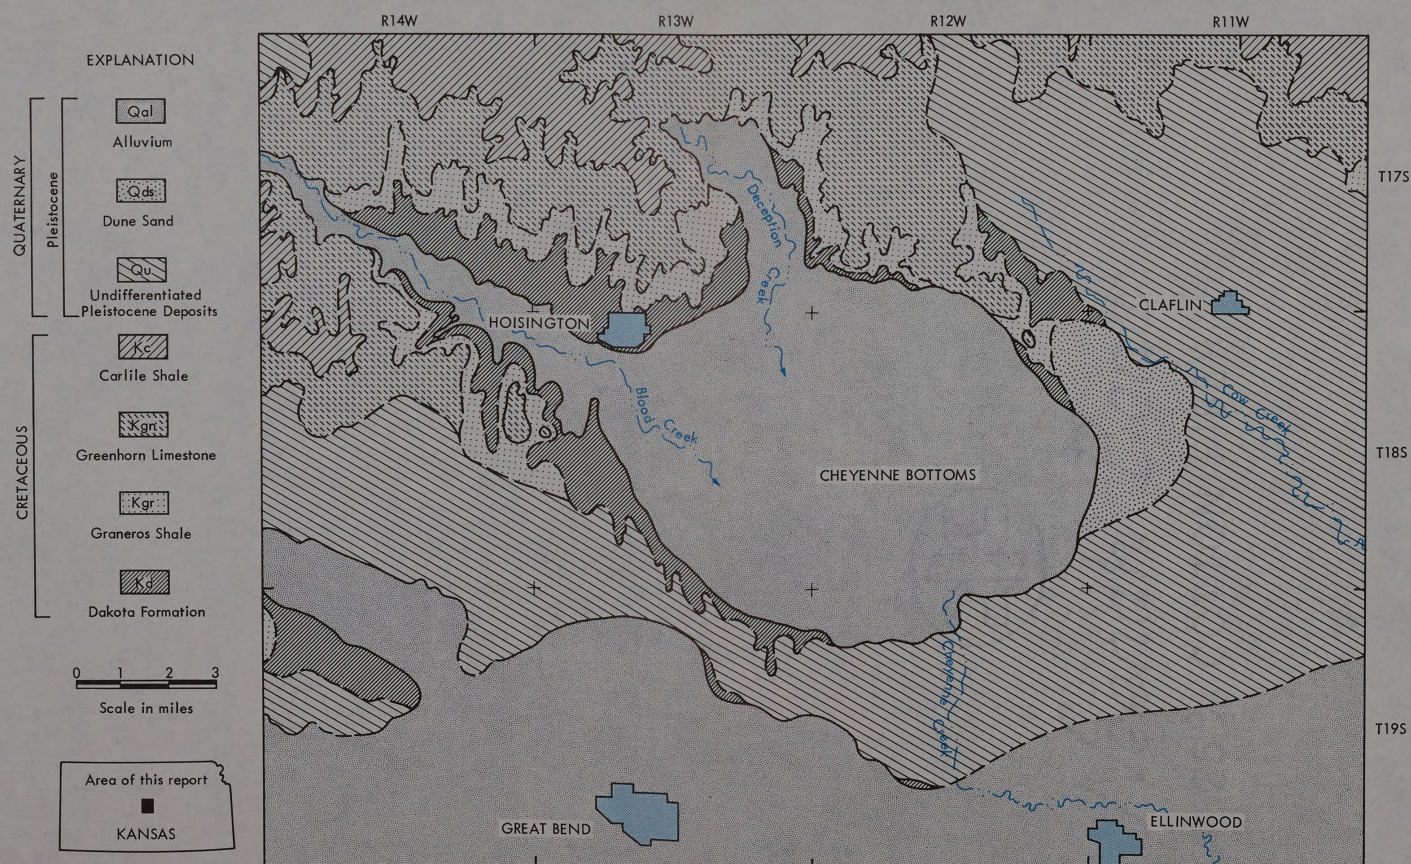 R14W R13W R12W R11W
EXPLANATION
QUATERNARY
Pleistocene
Qal
Alluvium
Qds
Dune Sand
Qu
Undifferentiated
Pleistocene Deposits
CRETACEOUS
Kc
Carlile Shale
Kgn
Greenhorn Limestone
Kgr
Graneros Shale
Kd
Dakota Formation
0 1 2 3
Scale in miles
Area of this report
KANSAS
T17S
T18S
T19S
Deception
Creek
HOISINGTON
CLAFLIN
Blood Creek
Cow Creek
CHEYENNE BOTTOMS
Cheyenne Creek
GREAT BEND
ELLINWOOD